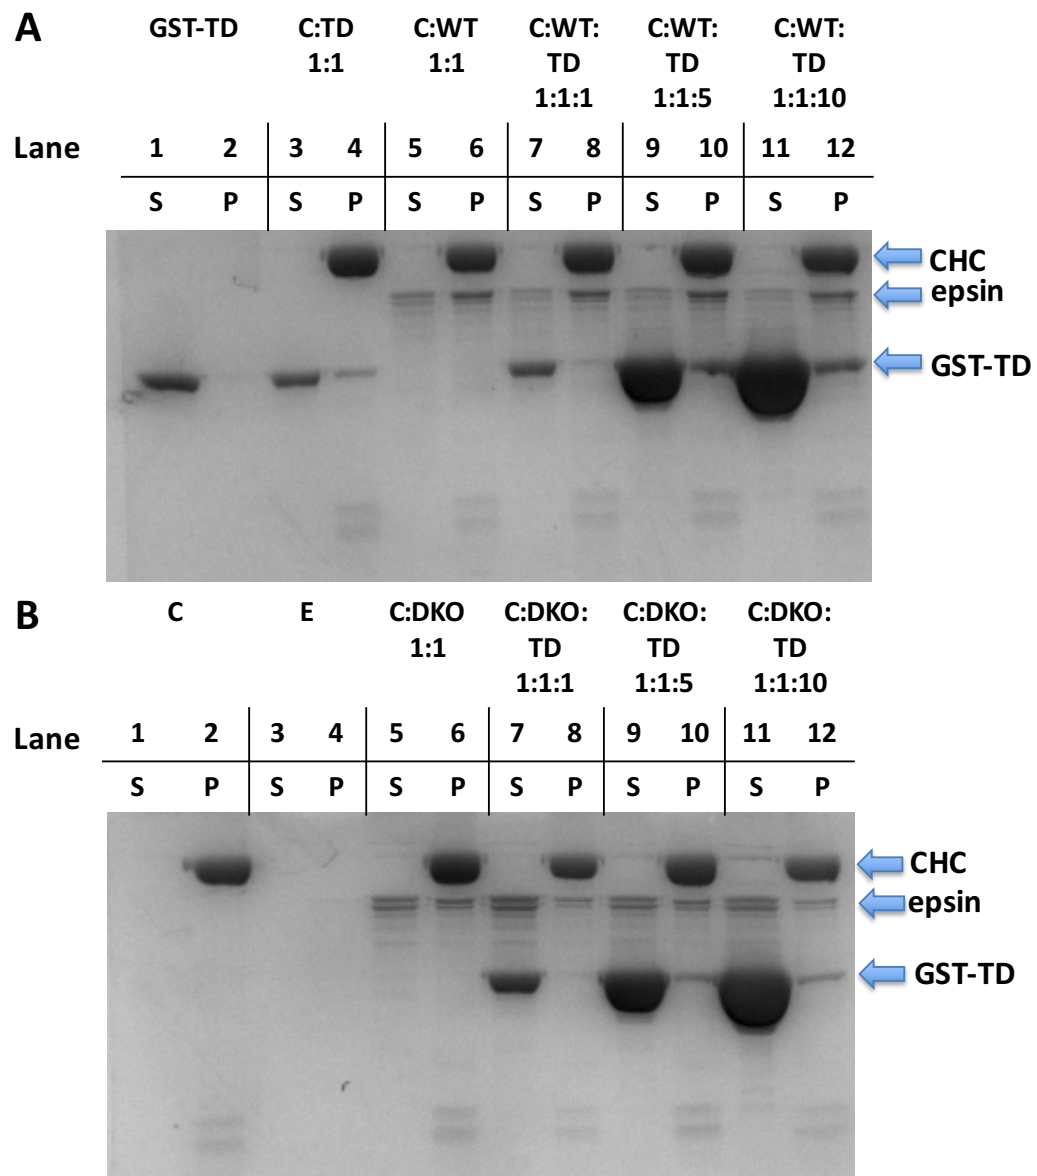 A
GST-TD C:TD C:WT C:WT: C:WT: C:WT:
1:1 1:1 TD TD TD
1:1:1 1:1:5 1:1:10
Lane 1 2 3 4 5 6 7 8 9 10 11 12
S P S P S P S P S P S P
CHC
epsin
GST-TD
B
C E C:DKO C:DKO: C:DKO: C:DKO:
1:1 TD TD TD
1:1:1 1:1:5 1:1:10
Lane 1 2 3 4 5 6 7 8 9 10 11 12
S P S P S P S P S P S P
CHC
epsin
GST-TD